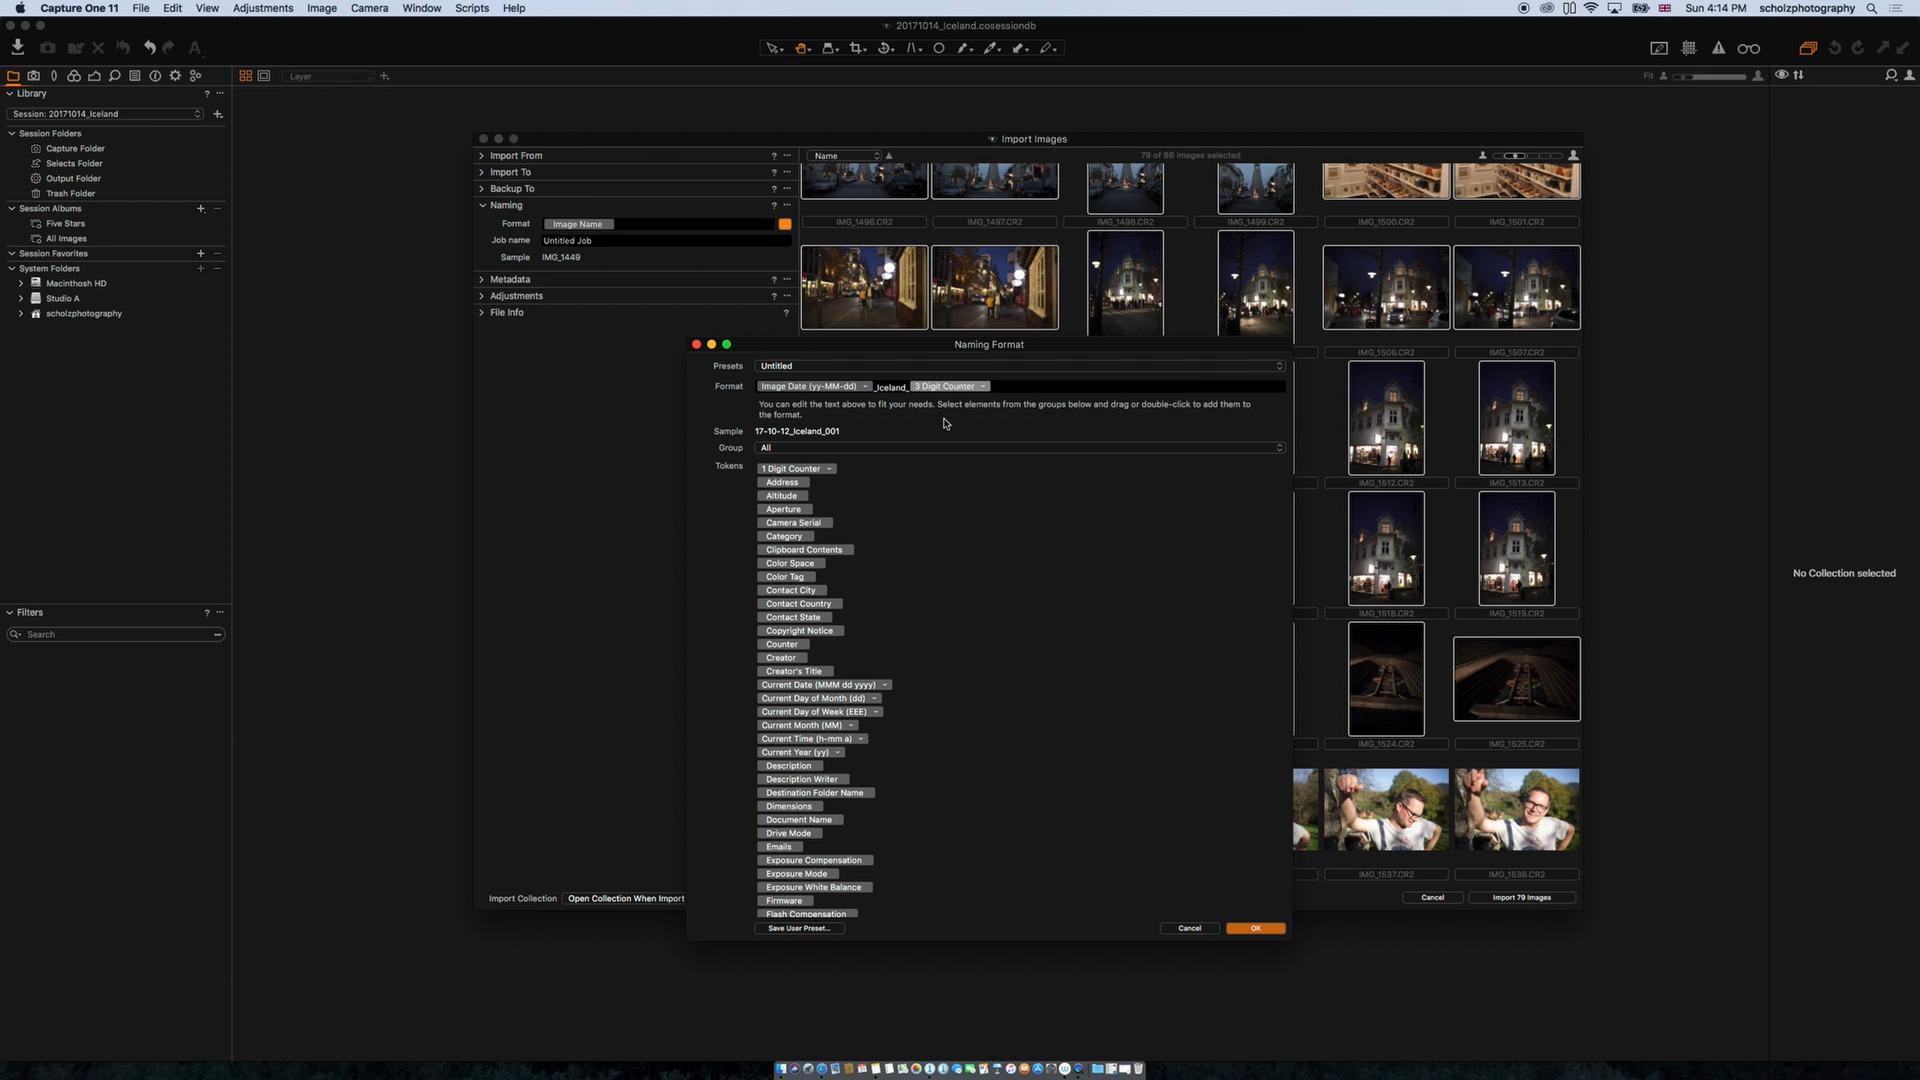 Capture One 11 File Edit View Adjustments Image Camera Window Scripts Help Sun 4:14 PM scholzphotography
20171014_Iceland.cosessiondb
Layer Fit
Library
Session: 20171014_Iceland
Session Folders
Capture Folder
Selects Folder
Output Folder
Trash Folder
Session Albums
Five Stars
All Images
Session Favorites
System Folders
Macintosh HD
Studio A
scholzphotography
Filters
Search
Import Images
Import From
Import To
Backup To
Naming
Format Image Name
Job name Untitled Job
Sample IMG_1449
Metadata
Adjustments
File Info
Name 79 of 86 images selected
IMG_1496.CR2 IMG_1497.CR2 IMG_1498.CR2 IMG_1499.CR2 IMG_1500.CR2 IMG_1501.CR2
IMG_1506.CR2 IMG_1507.CR2
IMG_1512.CR2 IMG_1513.CR2
IMG_1518.CR2 IMG_1519.CR2
IMG_1524.CR2 IMG_1525.CR2
IMG_1537.CR2 IMG_1538.CR2
Import Collection Open Collection When Import
Cancel Import 79 Images
Naming Format
Presets Untitled
Format Image Date (yy-MM-dd) _Iceland_ 3 Digit Counter
You can edit the text above to fit your needs. Select elements from the groups below and drag or double-click to add them to
the format.
Sample 17-10-12_Iceland_001
Group All
Tokens 1 Digit Counter
Address
Altitude
Aperture
Camera Serial
Category
Clipboard Contents
Color Space
Color Tag
Contact City
Contact Country
Contact State
Copyright Notice
Counter
Creator
Creator's Title
Current Date (MMM dd yyyy)
Current Day of Month (dd)
Current Day of Week (EEE)
Current Month (MM)
Current Time (h-mm a)
Current Year (yy)
Description
Description Writer
Destination Folder Name
Dimensions
Document Name
Drive Mode
Emails
Exposure Compensation
Exposure Mode
Exposure White Balance
Firmware
Flash Compensation
Save User Preset... Cancel OK
No Collection selected